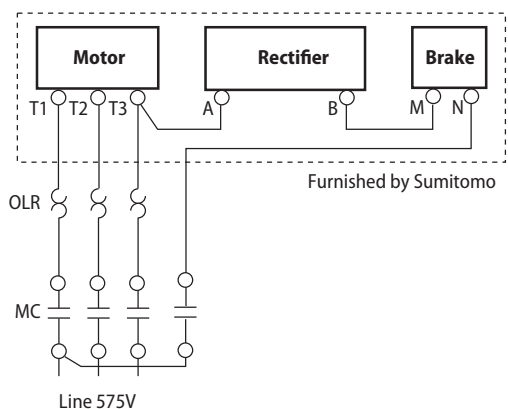 Motor Rectifier Brake
T1 T2 T3 A B M N
Furnished by Sumitomo
OLR
MC
Line 575V